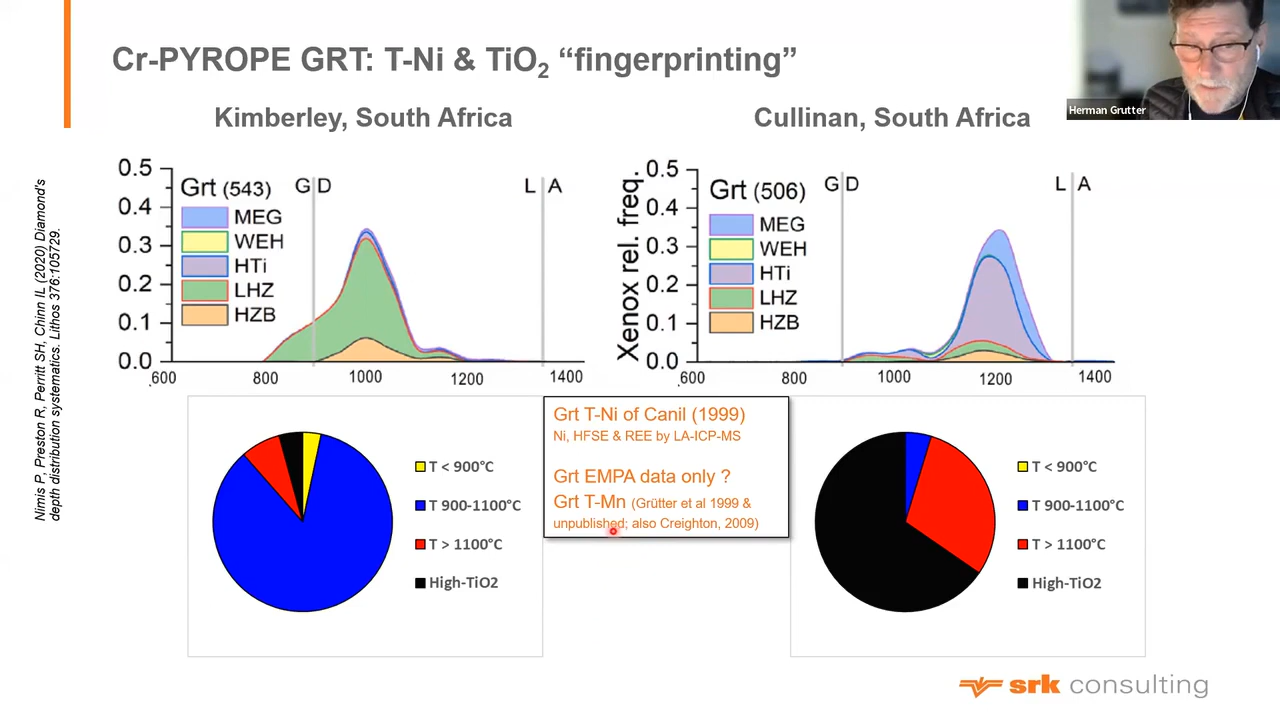 Cr-PYROPE GRT: T-Ni & TiO2 “fingerprinting”
Herman Grutter
Kimberley, South Africa
Cullinan, South Africa
Nimis P, Preston R, Perritt SH, Chinn IL (2020) Diamond's
depth distribution systematics. Lithos 376:105729.
0.5
0.4
0.3
0.2
0.1
0.0
Grt (543)
G D
L A
MEG
WEH
HTi
LHZ
HZB
600
800
1000
1200
1400
Xenox rel. freq.
0.5
0.4
0.3
0.2
0.1
0.0
Grt (506)
G D
L A
MEG
WEH
HTi
LHZ
HZB
600
800
1000
1200
1400
T < 900°C
T 900-1100°C
T > 1100°C
High-TiO2
Grt T-Ni of Canil (1999)
Ni, HFSE & REE by LA-ICP-MS
Grt EMPA data only ?
Grt T-Mn (Grütter et al 1999 &
unpublished; also Creighton, 2009)
T < 900°C
T 900-1100°C
T > 1100°C
High-TiO2
srk consulting